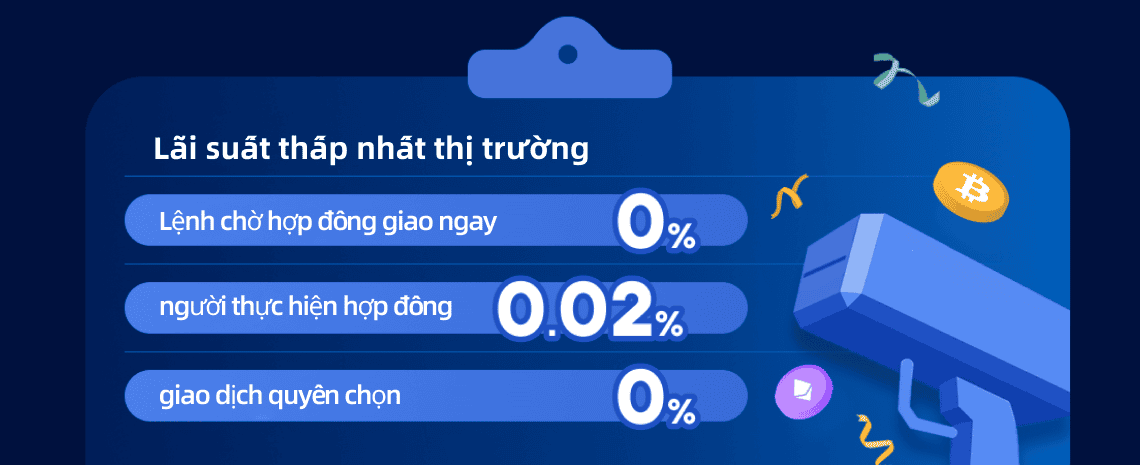 Lãi suất thấp nhất thị trường
Lệnh chờ hợp đông giao ngay
0%
người thực hiện hợp đông
0.02%
giao dịch quyên chọn
0%